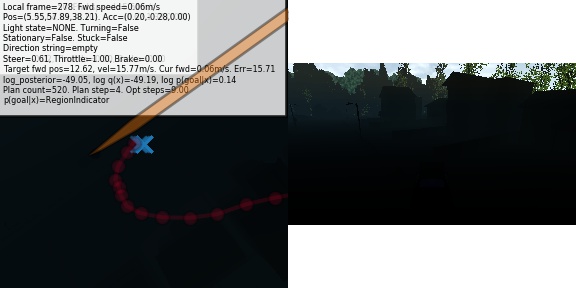 Local frame=278. Fwd speed=0.06m/s
Pos=(5.55,57.89,38.21). Acc=(0.20,-0.28,0.00)
Light state=NONE. Turning=False
Stationary=False. Stuck=False
Direction string=empty
Steer=0.61, Throttle=1.00, Brake=0.00
Target fwd pos=12.62, vel=15.77m/s. Cur fwd=0.06m/s. Err=15.71
log_posterior=-49.05, log q(x)=-49.19, log p(goal|x)=0.14
Plan count=520. Plan step=4. Opt steps=9.00
p(goal|x)=RegionIndicator